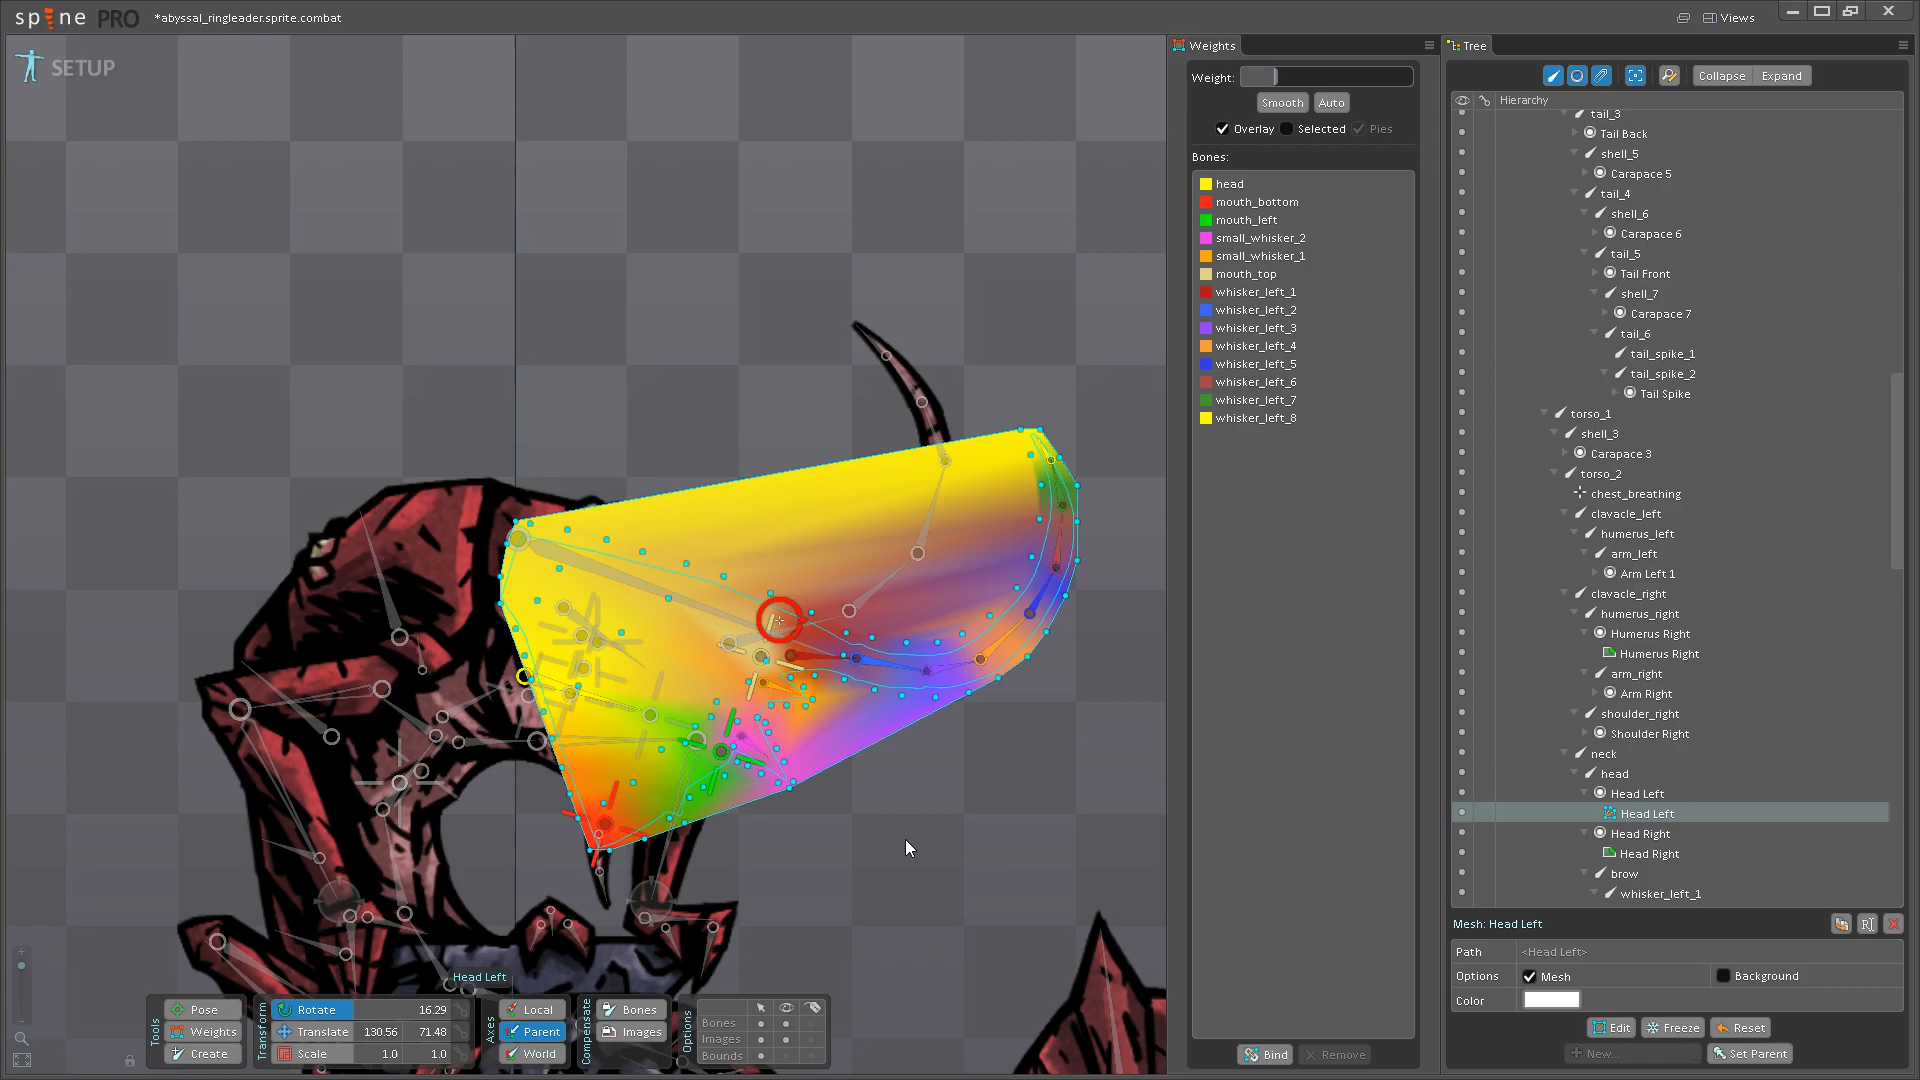 spine PRO *abyssal_ringleader.sprite.combat
Views
SETUP
Weights
Weight:
Smooth Auto
Overlay Selected Pies
Bones:
head
mouth_bottom
mouth_left
small_whisker_2
small_whisker_1
mouth_top
whisker_left_1
whisker_left_2
whisker_left_3
whisker_left_4
whisker_left_5
whisker_left_6
whisker_left_7
whisker_left_8
Bind Remove
Tree
Collapse Expand
Hierarchy
tail_3
Tail Back
shell_5
Carapace 5
tail_4
shell_6
Carapace 6
tail_5
Tail Front
shell_7
Carapace 7
tail_6
tail_spike_1
tail_spike_2
Tail Spike
torso_1
shell_3
Carapace 3
torso_2
chest_breathing
clavacle_left
humerus_left
arm_left
Arm Left 1
clavacle_right
humerus_right
Humerus Right
Humerus Right
arm_right
Arm Right
shoulder_right
Shoulder Right
neck
head
Head Left
Head Left
Head Right
Head Right
brow
whisker_left_1
Mesh: Head Left
Path <Head Left>
Options Mesh Background
Color
Edit Freeze Reset
New... Set Parent
Head Left
Tools
Pose
Weights
Create
Transform
Rotate 16.29
Translate 130.56 71.48
Scale 1.0 1.0
Axes
Local
Parent
World
Compensate
Bones
Images
Options
Bones
Images
Bounds